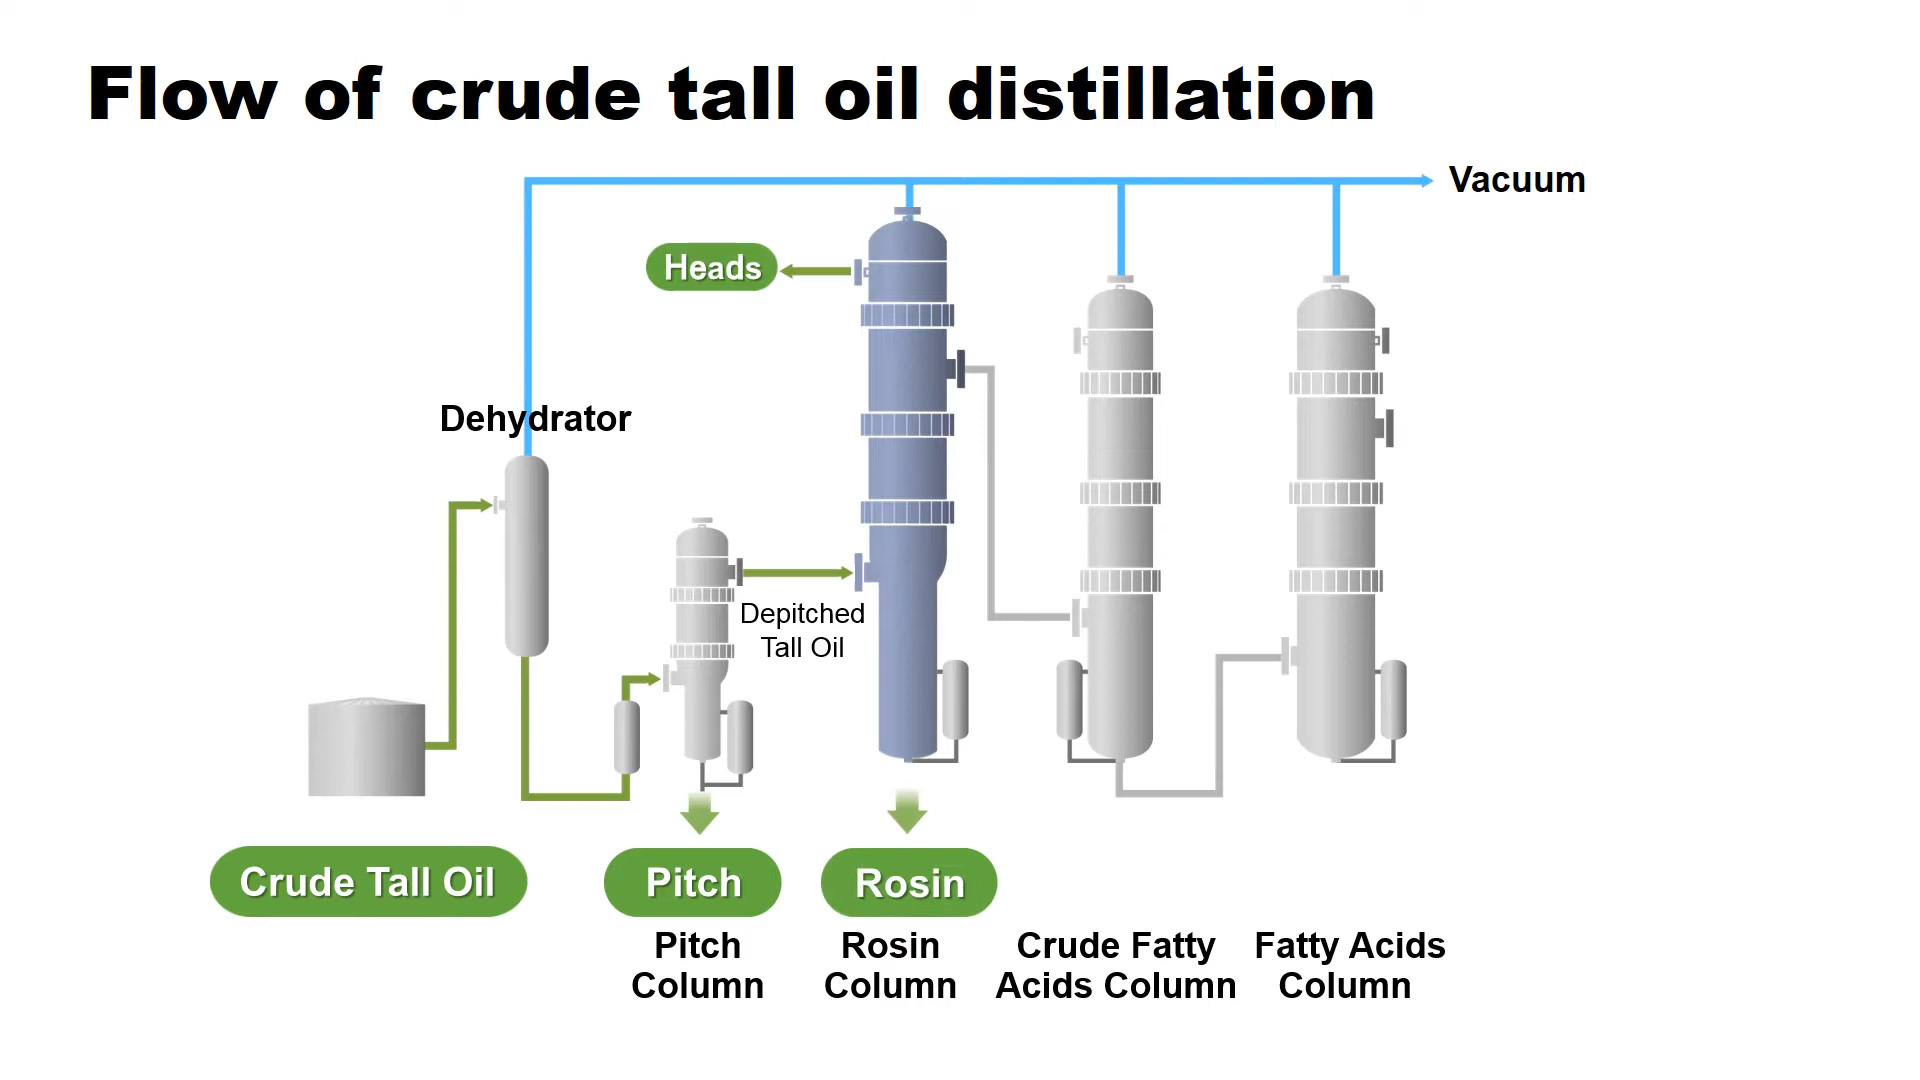 Flow of crude tall oil distillation
Vacuum
Heads
Dehydrator
Depitched
Tall Oil
Crude Tall Oil
Pitch
Rosin
Pitch
Column
Rosin
Column
Crude Fatty
Acids Column
Fatty Acids
Column